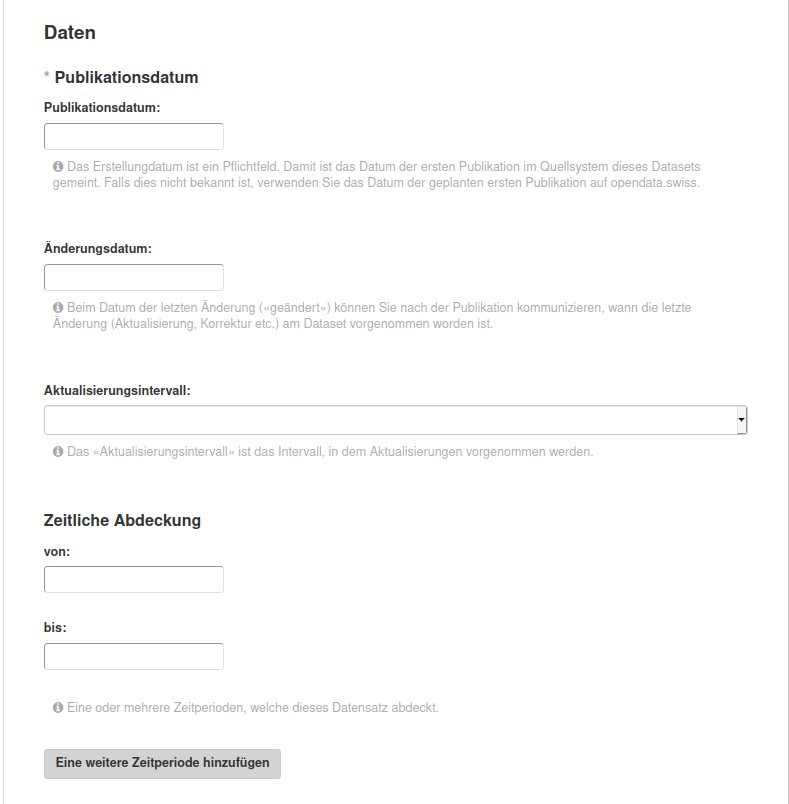 Daten
* Publikationsdatum
Publikationsdatum:
Das Erstellungdatum ist ein Pflichtfeld. Damit ist das Datum der ersten Publikation im Quellsystem dieses Datasets
gemeint. Falls dies nicht bekannt ist, verwenden Sie das Datum der geplanten ersten Publikation auf opendata.swiss.
Änderungsdatum:
Beim Datum der letzten Änderung («geändert») können Sie nach der Publikation kommunizieren, wann die letzte
Änderung (Aktualisierung, Korrektur etc.) am Dataset vorgenommen worden ist.
Aktualisierungsintervall:
Das «Aktualisierungsintervall» ist das Intervall, in dem Aktualisierungen vorgenommen werden.
Zeitliche Abdeckung
von:
bis:
Eine oder mehrere Zeitperioden, welche dieses Datensatz abdeckt.
Eine weitere Zeitperiode hinzufügen